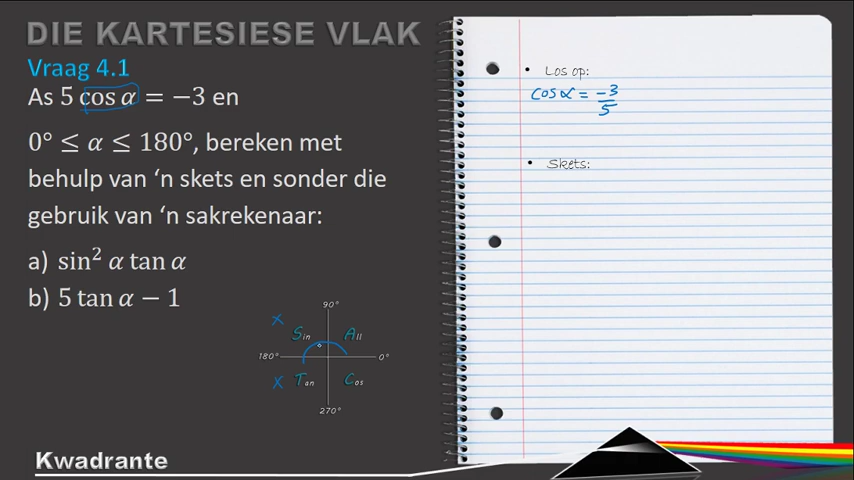 DIE KARTESIESE VLAK
Vraag 4.1
As 5 cos α = −3 en
0° ≤ α ≤ 180°, bereken met
behulp van ‘n skets en sonder die
gebruik van ‘n sakrekenaar:
a) sin² α tan α
b) 5 tan α − 1
90°
x
Sin
All
180°
0°
x
Tan
Cos
270°
Kwadrante
• Los op:
cos α = −3/5
• Skets: